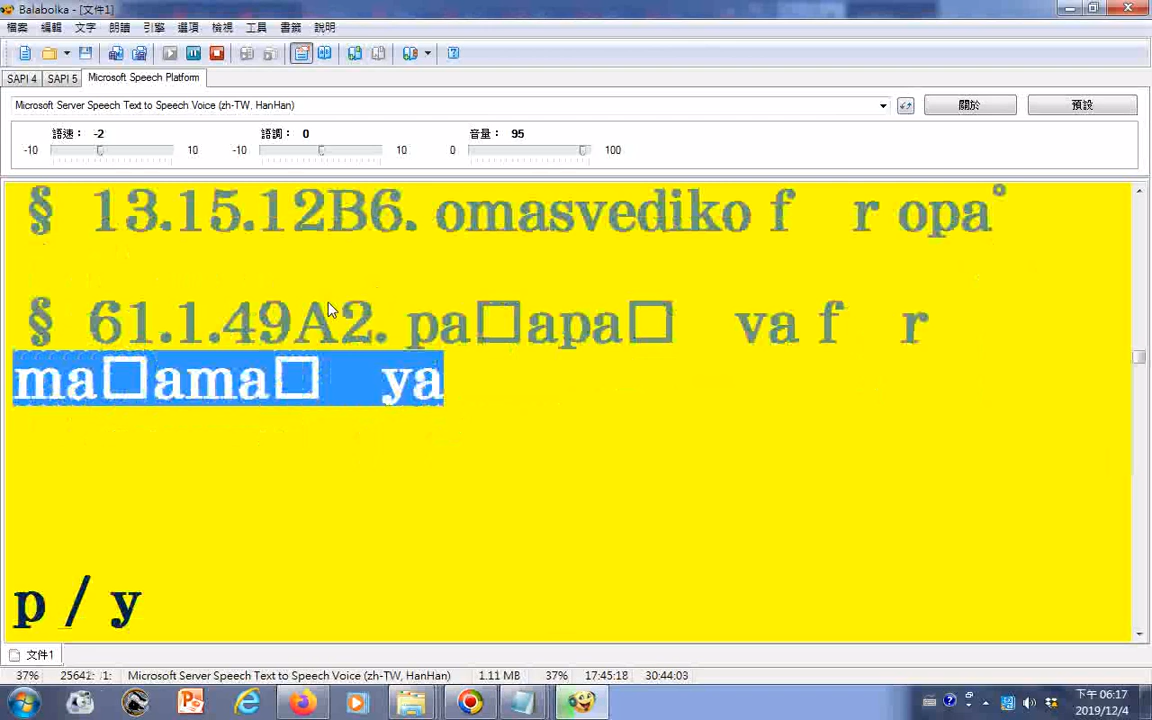 Balabolka - [文件1]
檔案 編輯 文字 朗讀 引擎 選項 檢視 工具 書籤 說明
SAPI 4 SAPI 5 Microsoft Speech Platform
Microsoft Server Speech Text to Speech Voice (zh-TW, HanHan) 關於 預設
語速： -2 語調： 0 音量： 95
-10 10 -10 10 0 100
§ 13.15.12B6. omasvediko f r opa°
§ 61.1.49A2. pa□apa□ va f r
ma□ama□ ya
p / y
文件1
37% 25642: /1: Microsoft Server Speech Text to Speech Voice (zh-TW, HanHan) 1.11 MB 37% 17:45:18 30:44:03
下午 06:17
2019/12/4